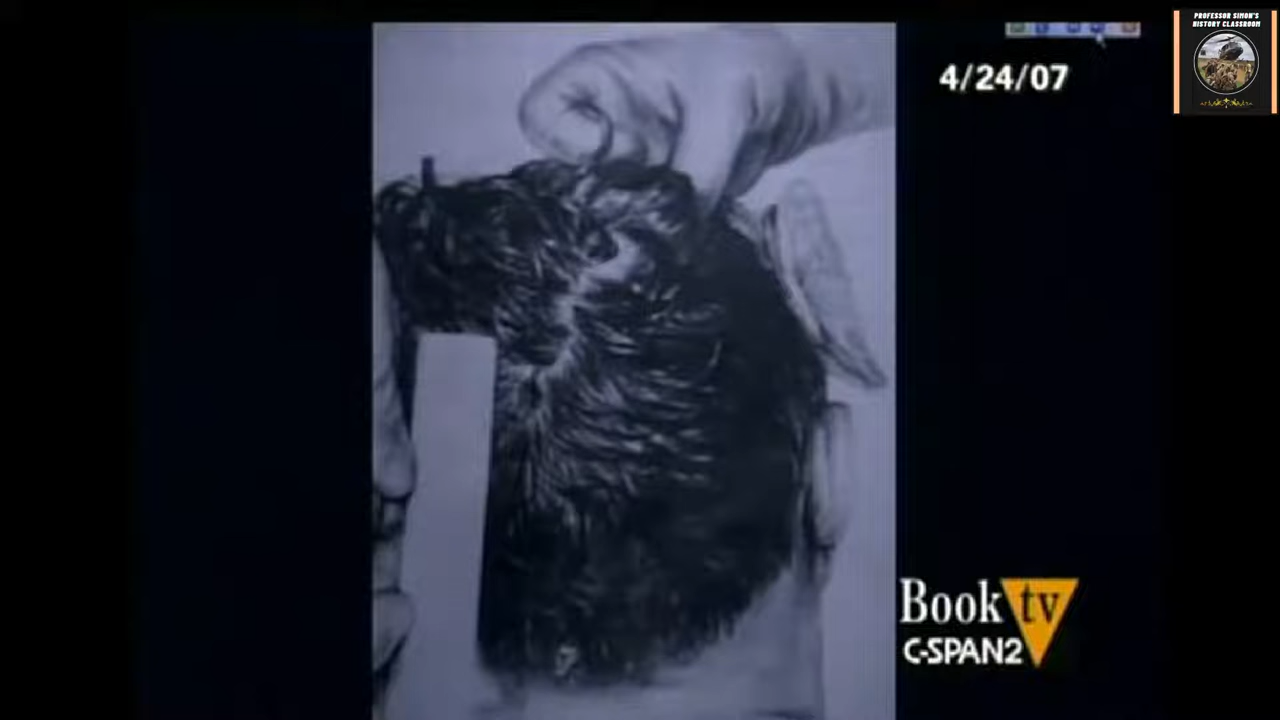 PROFESSOR SIMON'S
HISTORY CLASSROOM
4/24/07
Book tv
C-SPAN2